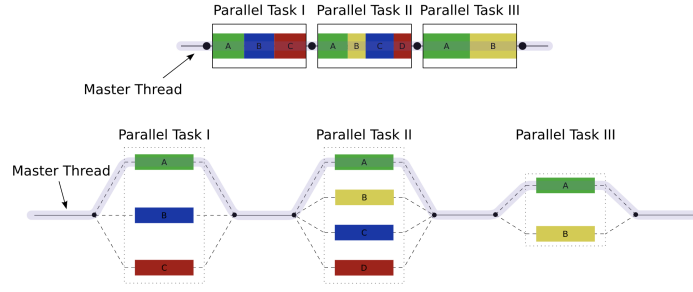 Parallel Task I Parallel Task II Parallel Task III
A B C A B C D A B
Master Thread
Parallel Task I Parallel Task II Parallel Task III
Master Thread
A A
A
B
B
C
B
C D